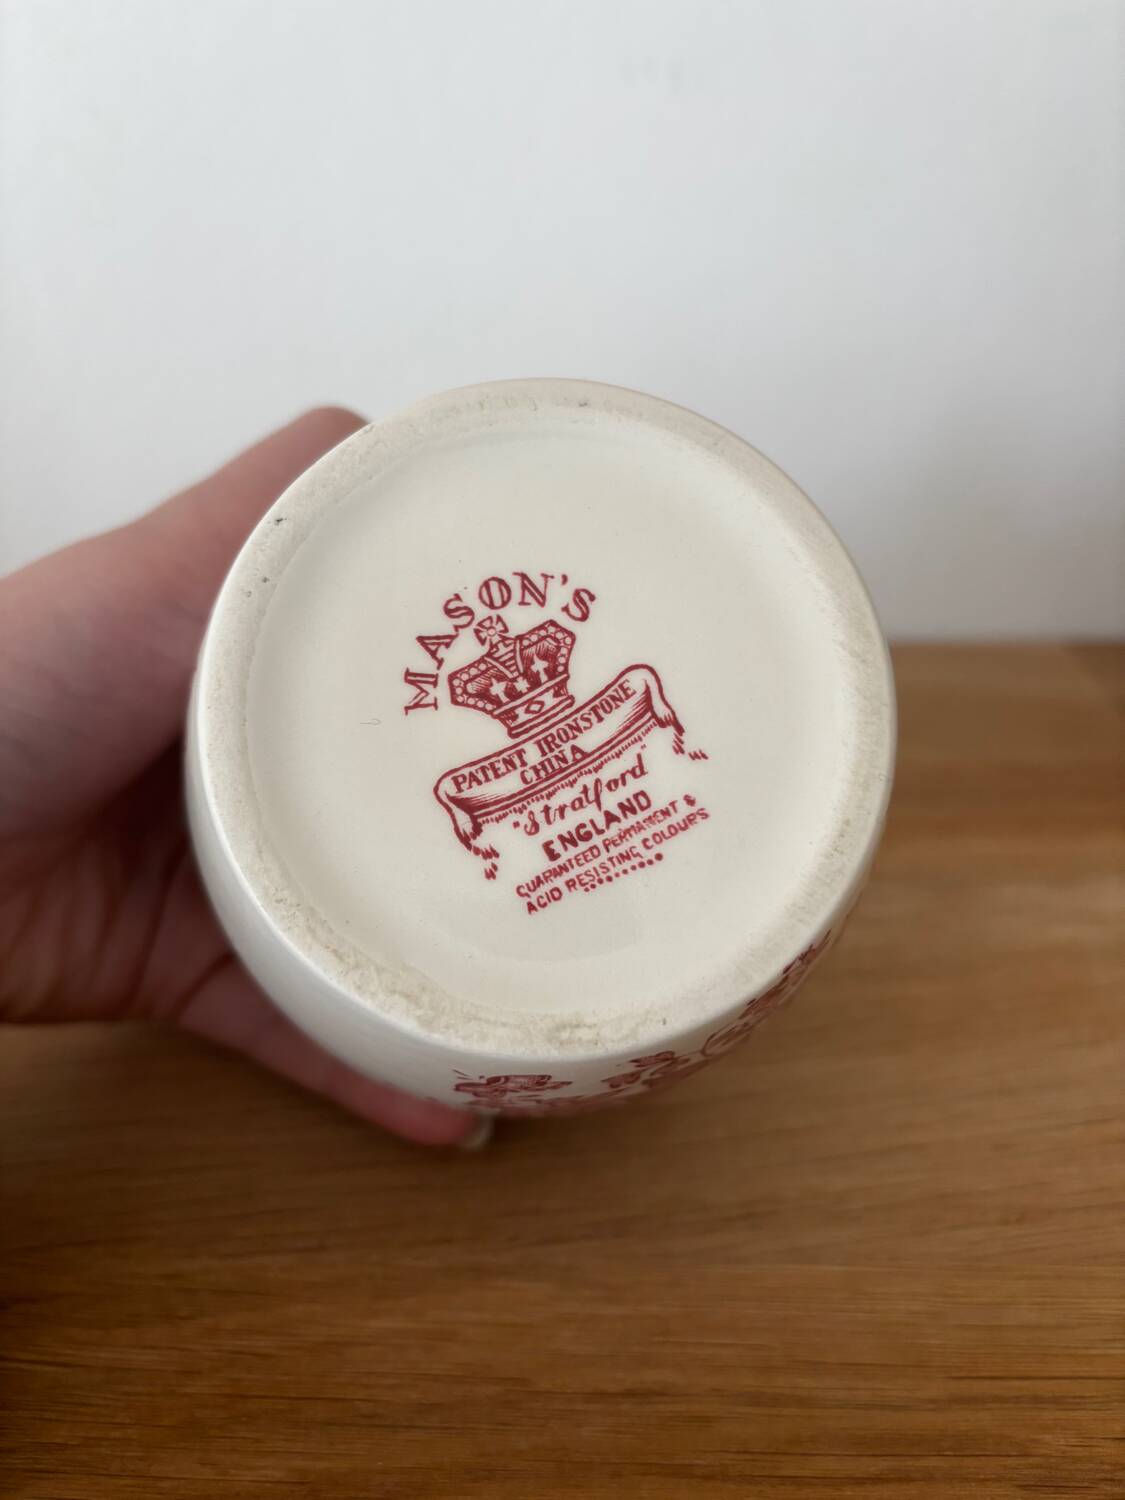 MASON'S
PATENT IRONSTONE
CHINA
"Stratford"
ENGLAND
GUARANTEED PERMANENT &
ACID RESISTING COLOURS